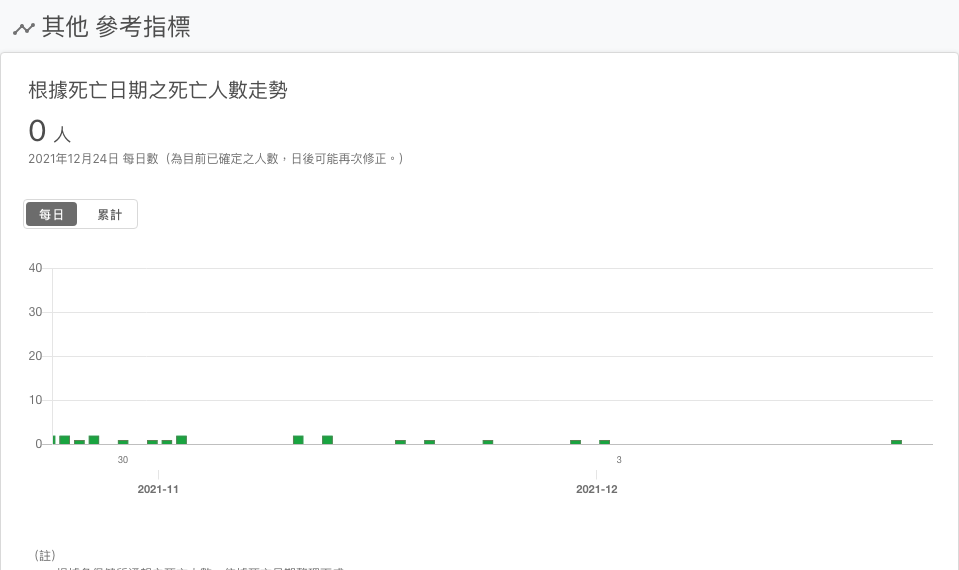 其他 參考指標
根據死亡日期之死亡人數走勢
0 人
2021年12月24日 每日數（為目前已確定之人數，日後可能再次修正。）
每日 累計
40
30
20
10
0
30 3
2021-11 2021-12
（註）